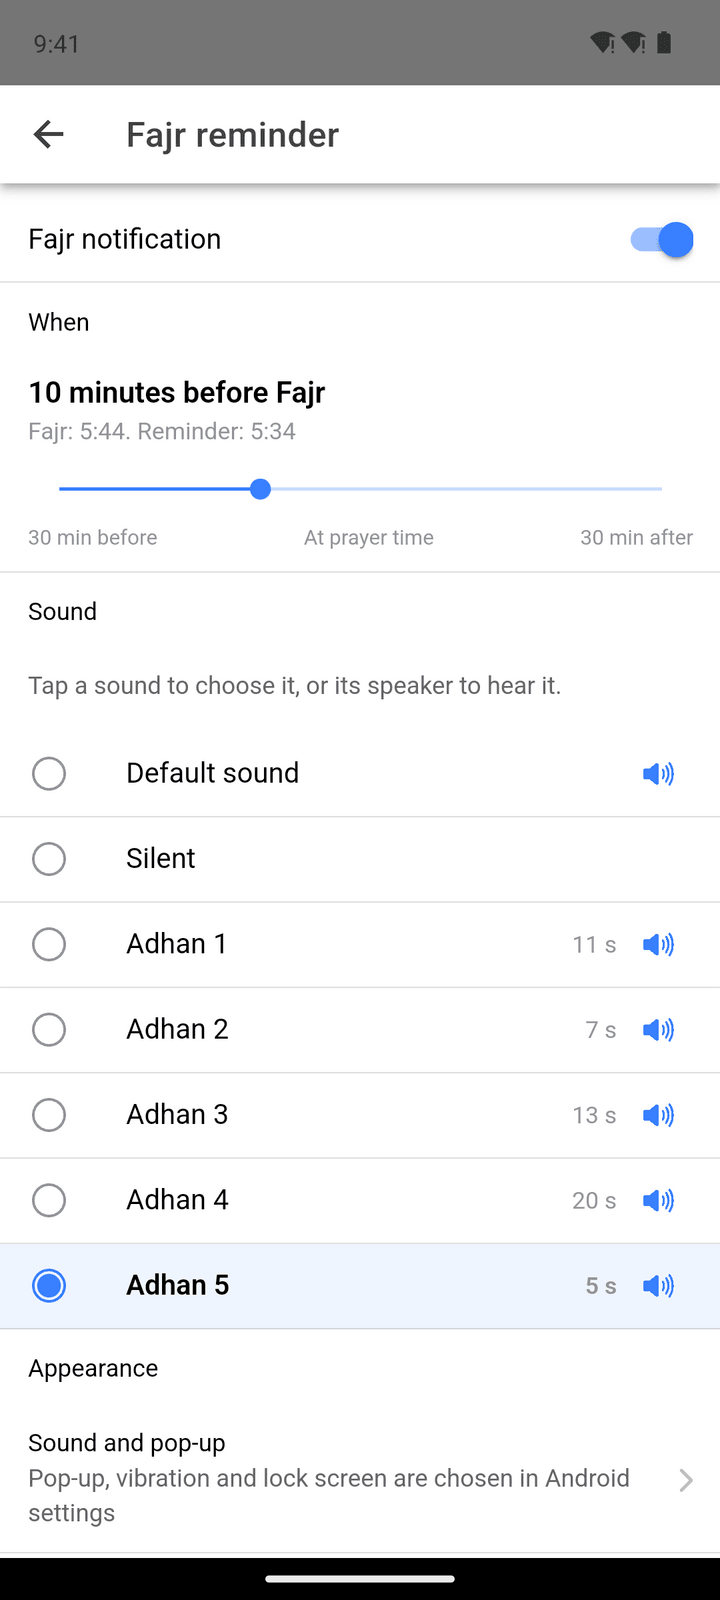 9:41
Fajr reminder
Fajr notification
When
10 minutes before Fajr
Fajr: 5:44. Reminder: 5:34
30 min before At prayer time 30 min after
Sound
Tap a sound to choose it, or its speaker to hear it.
Default sound
Silent
Adhan 1 11 s
Adhan 2 7 s
Adhan 3 13 s
Adhan 4 20 s
Adhan 5 5 s
Appearance
Sound and pop-up
Pop-up, vibration and lock screen are chosen in Android
settings